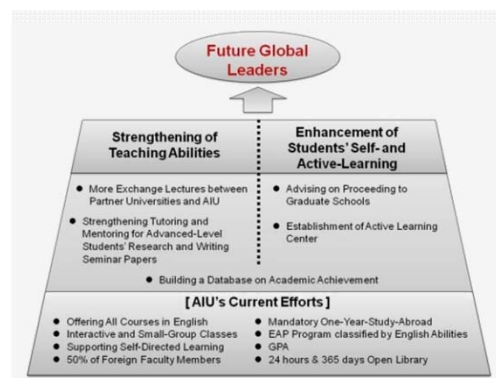 Future Global
Leaders
Strengthening of
Teaching Abilities
Enhancement of
Students' Self- and
Active-Learning
● More Exchange Lectures between
Partner Universities and AIU
● Strengthening Tutoring and
Mentoring for Advanced-Level
Students' Research and Writing
Seminar Papers
● Advising on Proceeding to
Graduate Schools
● Establishment of Active Learning
Center
● Building a Database on Academic Achievement
[ AIU's Current Efforts ]
● Offering All Courses in English
● Interactive and Small-Group Classes
● Supporting Self-Directed Learning
● 50% of Foreign Faculty Members
● Mandatory One-Year-Study-Abroad
● EAP Program classified by English Abilities
● GPA
● 24 hours & 365 days Open Library